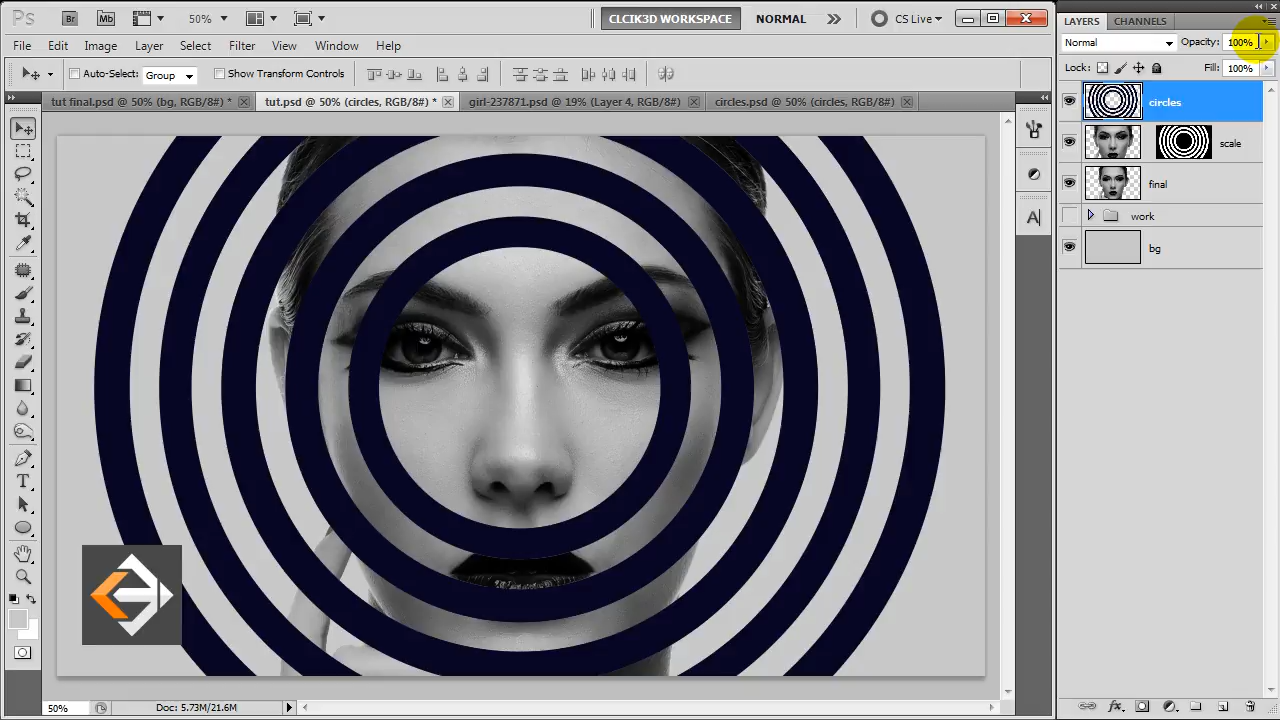 Ps Br Mb 50% CLCIK3D WORKSPACE NORMAL CS Live
File Edit Image Layer Select Filter View Window Help
Auto-Select: Group Show Transform Controls
tut final.psd @ 50% (bg, RGB/8#) * tut.psd @ 50% (circles, RGB/8#) * girl-237871.psd @ 19% (Layer 4, RGB/8#) circles.psd @ 50% (circles, RGB/8#)
LAYERS CHANNELS
Normal Opacity: 100%
Lock: Fill: 100%
circles
scale
final
work
bg
A
T
50% Doc: 5.73M/21.6M
fx